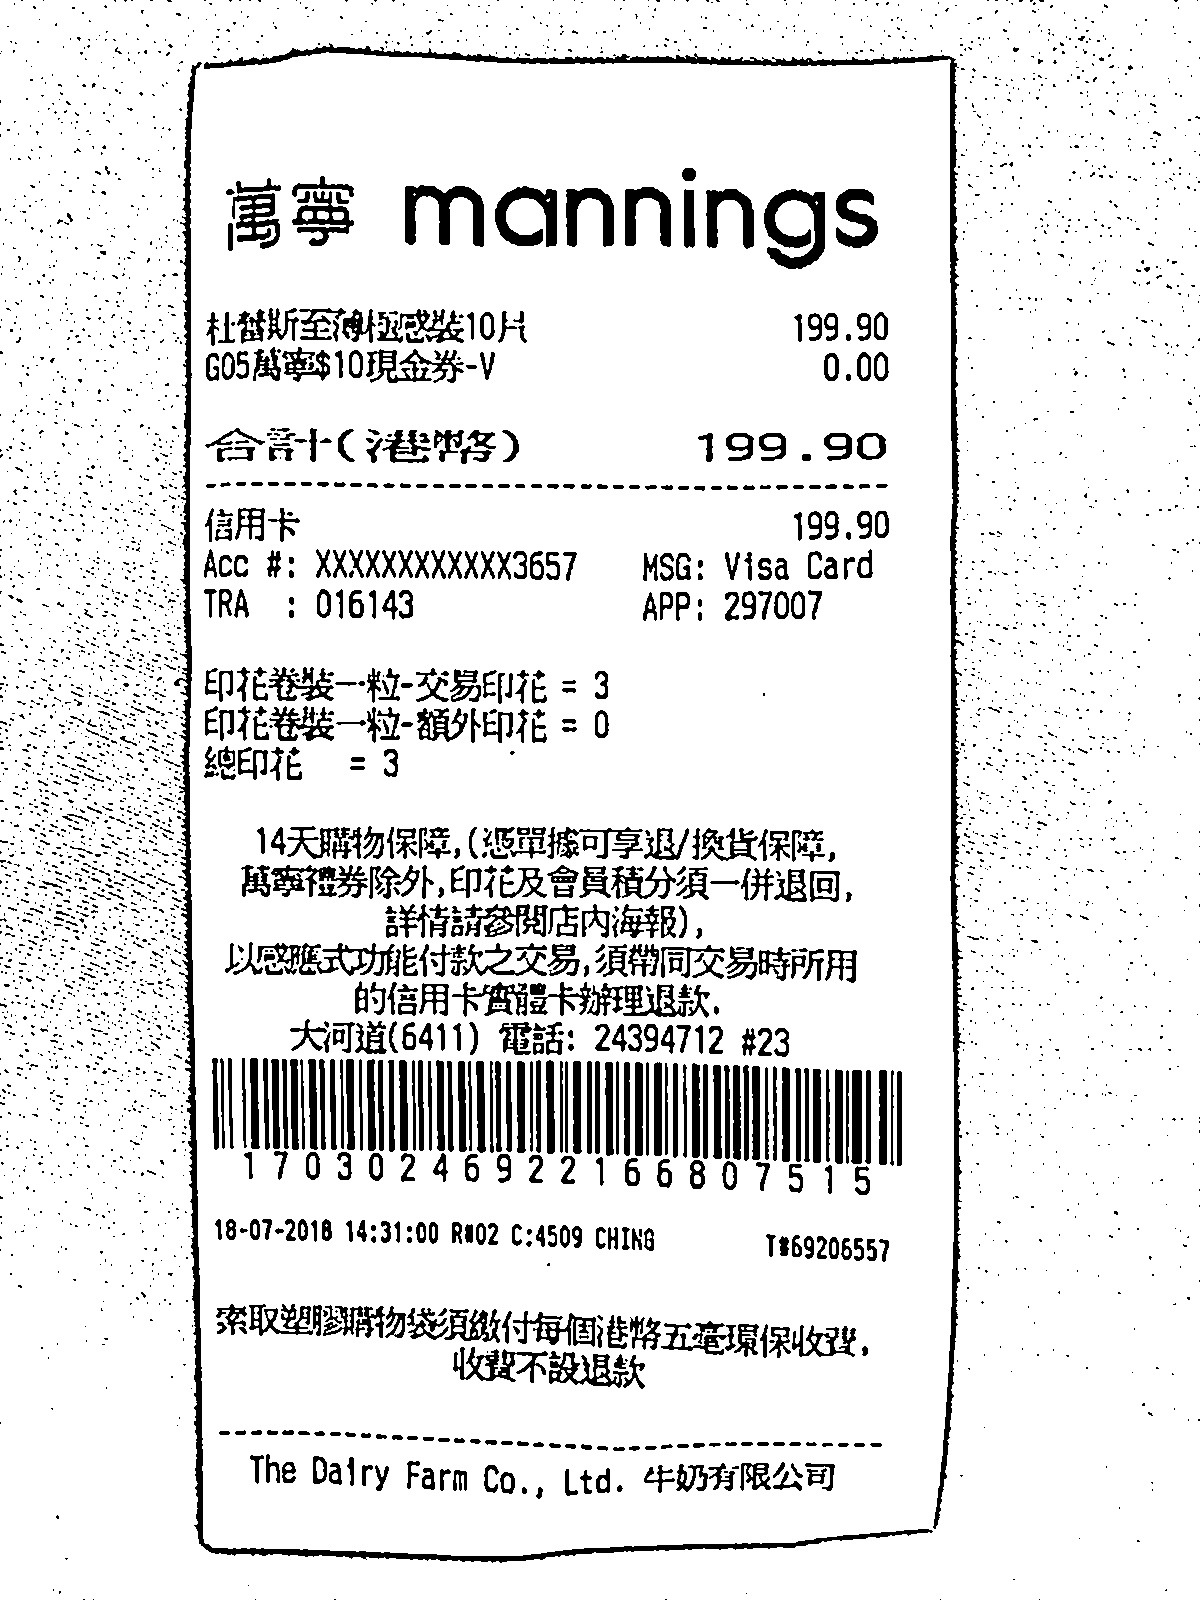 萬寧 mannings
杜蕾斯至薄極感裝10片 199.90
G05萬寧$10現金券-V 0.00
合計(港幣) 199.90
信用卡 199.90
Acc #: XXXXXXXXXXXX3657 MSG: Visa Card
TRA : 016143 APP: 297007
印花卷裝一粒-交易印花 = 3
印花卷裝一粒-額外印花 = 0
總印花 = 3
14天購物保障,(憑單據可享退/換貨保障,
萬寧禮券除外,印花及會員積分須一併退回,
詳情請參閱店內海報),
以感應式功能付款之交易,須帶同交易時所用
的信用卡實體卡辦理退款.
大河道(6411) 電話: 24394712 #23
17030246922166807515
18-07-2018 14:31:00 R#02 C:4509 CHING T#69206557
索取塑膠購物袋須繳付每個港幣五毫環保收費.
收費不設退款
The Dairy Farm Co., Ltd. 牛奶有限公司